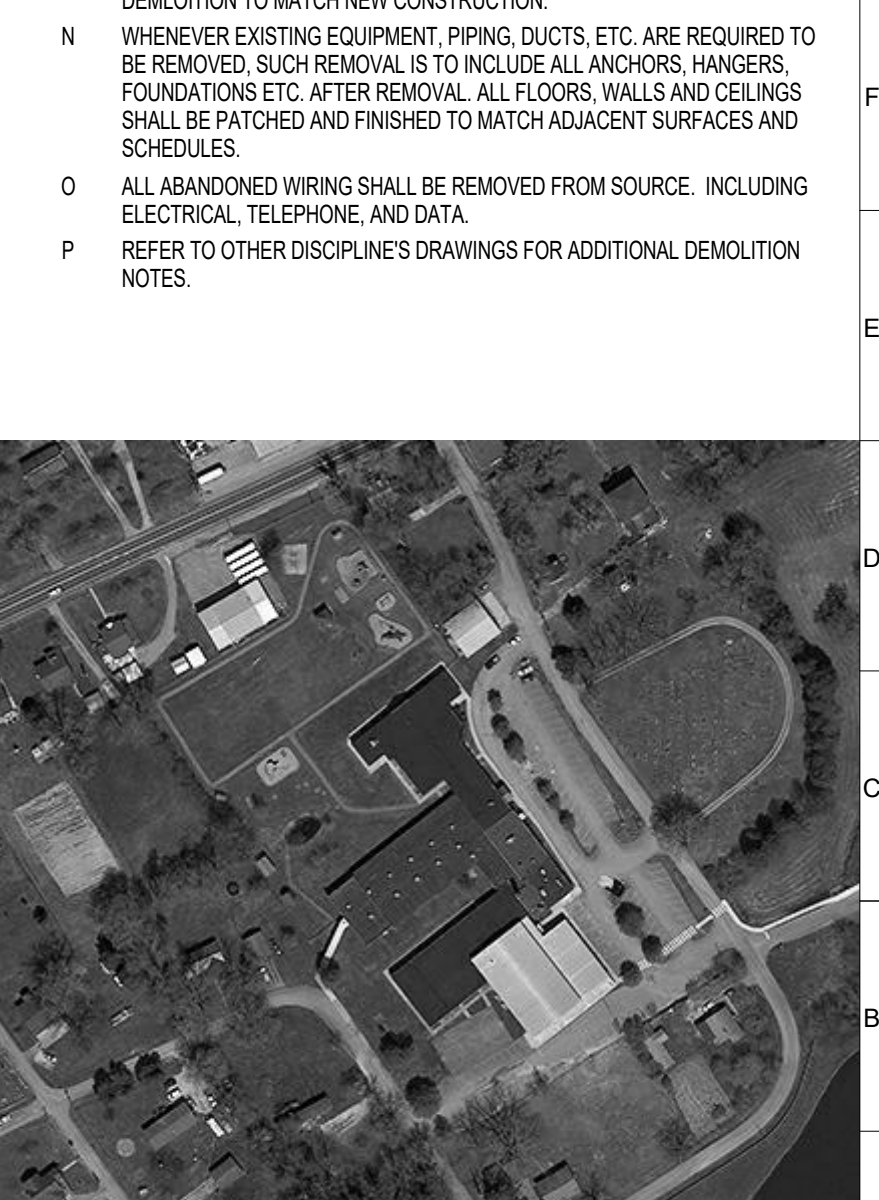 DEMLOITION TO MATCH NEW CONSTRUCTION.
N WHENEVER EXISTING EQUIPMENT, PIPING, DUCTS, ETC. ARE REQUIRED TO
BE REMOVED, SUCH REMOVAL IS TO INCLUDE ALL ANCHORS, HANGERS,
FOUNDATIONS ETC. AFTER REMOVAL. ALL FLOORS, WALLS AND CEILINGS
SHALL BE PATCHED AND FINISHED TO MATCH ADJACENT SURFACES AND
SCHEDULES.
O ALL ABANDONED WIRING SHALL BE REMOVED FROM SOURCE. INCLUDING
ELECTRICAL, TELEPHONE, AND DATA.
P REFER TO OTHER DISCIPLINE'S DRAWINGS FOR ADDITIONAL DEMOLITION
NOTES.
F
E
D
C
B